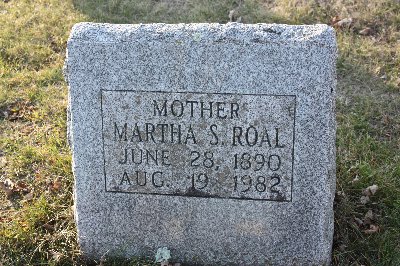 MOTHER
MARTHA S. ROAL
JUNE 28, 1890
AUG. 19 1982